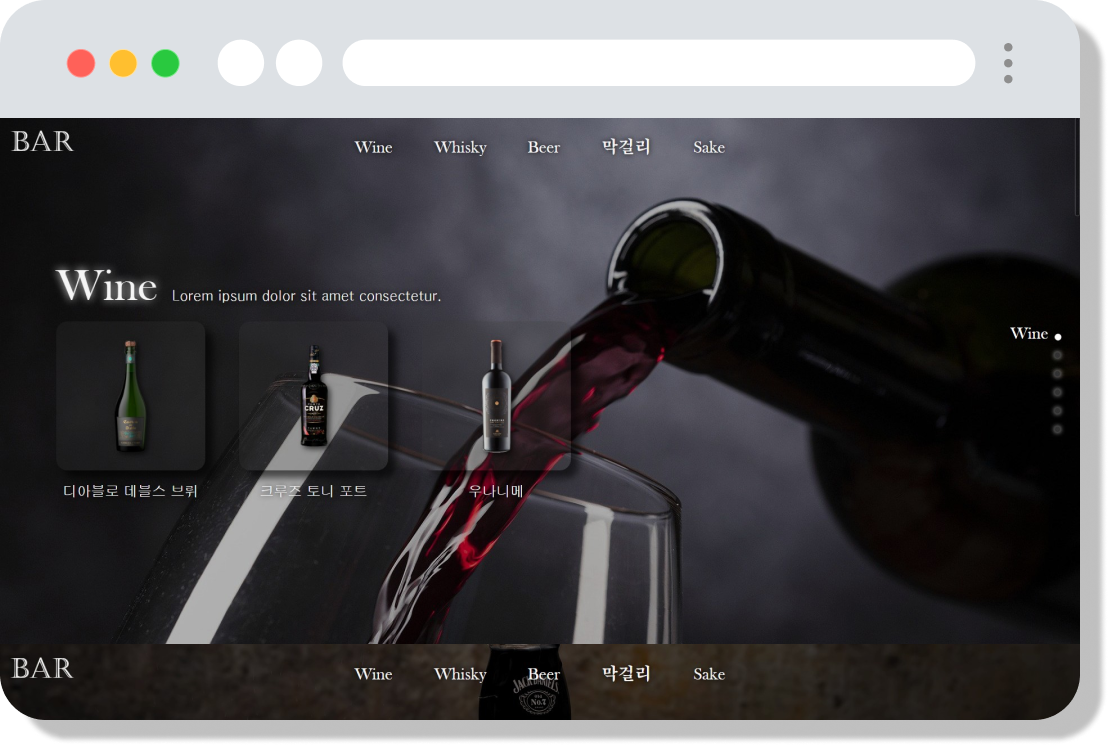 BAR
Wine Whisky Beer 막걸리 Sake
Wine Lorem ipsum dolor sit amet consectetur.
Wine
CRUZ
디아블로 데블스 브뤼 크루즈 토니 포트 우나니메
BAR
Wine Whisky Beer 막걸리 Sake
JACK DANIEL'S
No.7